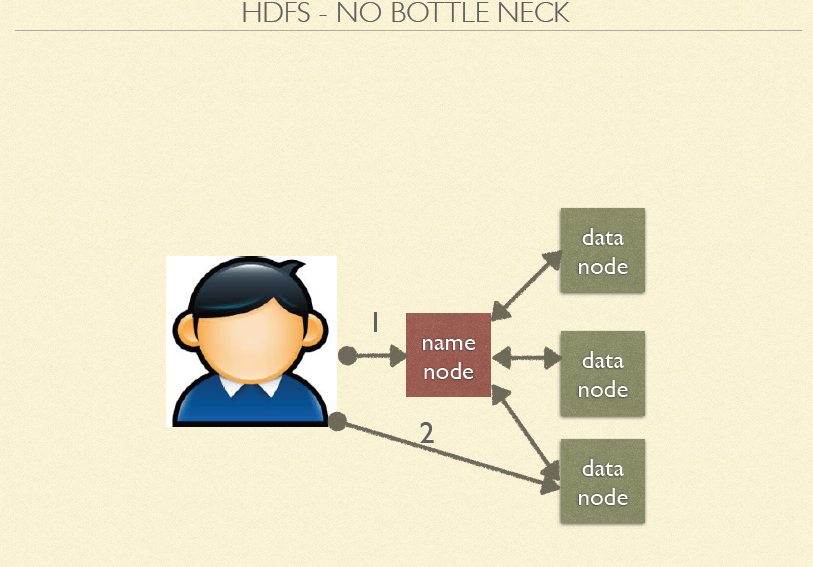 HDFS - NO BOTTLE NECK
data
node
1
name
node
data
node
2
data
node